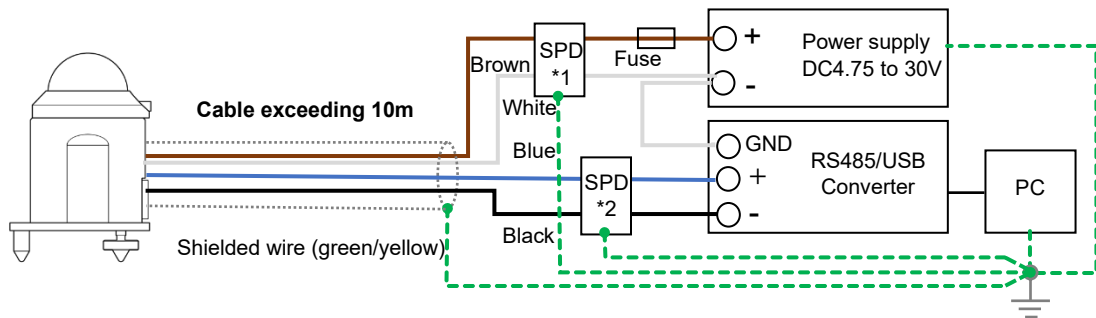 Cable exceeding 10m
Brown
SPD
*1
White
Fuse
+
-
Power supply
DC4.75 to 30V
Blue
SPD
*2
Black
GND
+
-
RS485/USB
Converter
PC
Shielded wire (green/yellow)